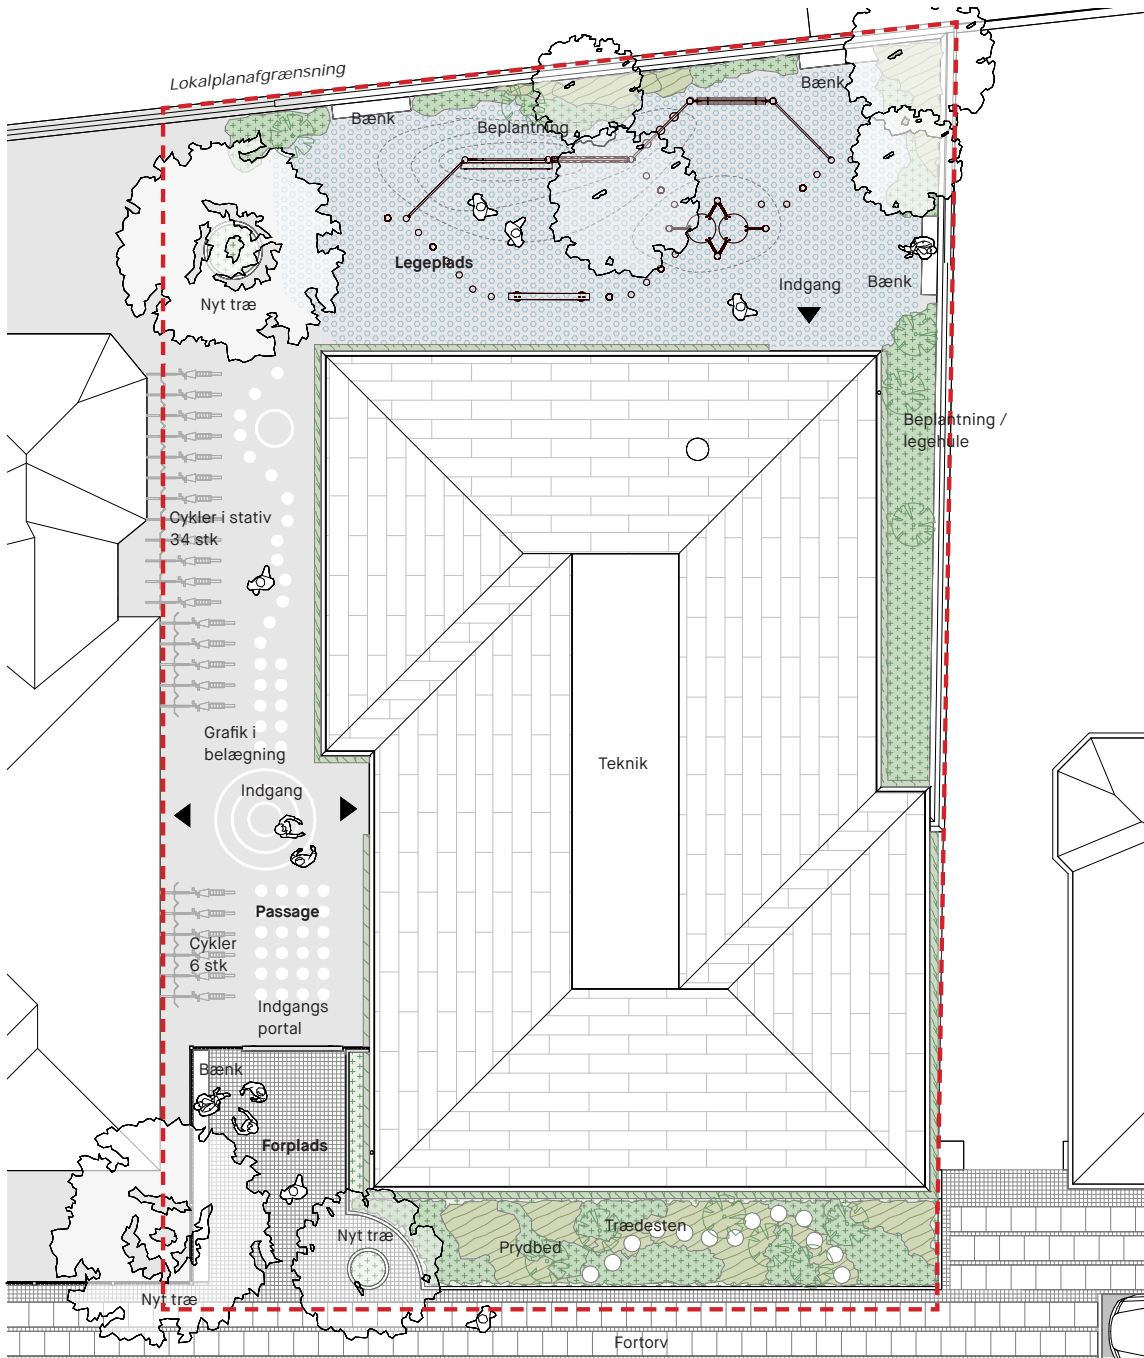 Lokalplanafgrænsning
Bænk
Bænk
Beplantning
Legeplads
Indgang
Bænk
Nyt træ
Beplantning /
legehule
Cykler i stativ
34 stk
Grafik i
belægning
Teknik
Indgang
Passage
Cykler
6 stk
Indgangs
portal
Bænk
Forplads
Trædesten
Nyt træ
Prydbed
Nyt træ
Fortorv